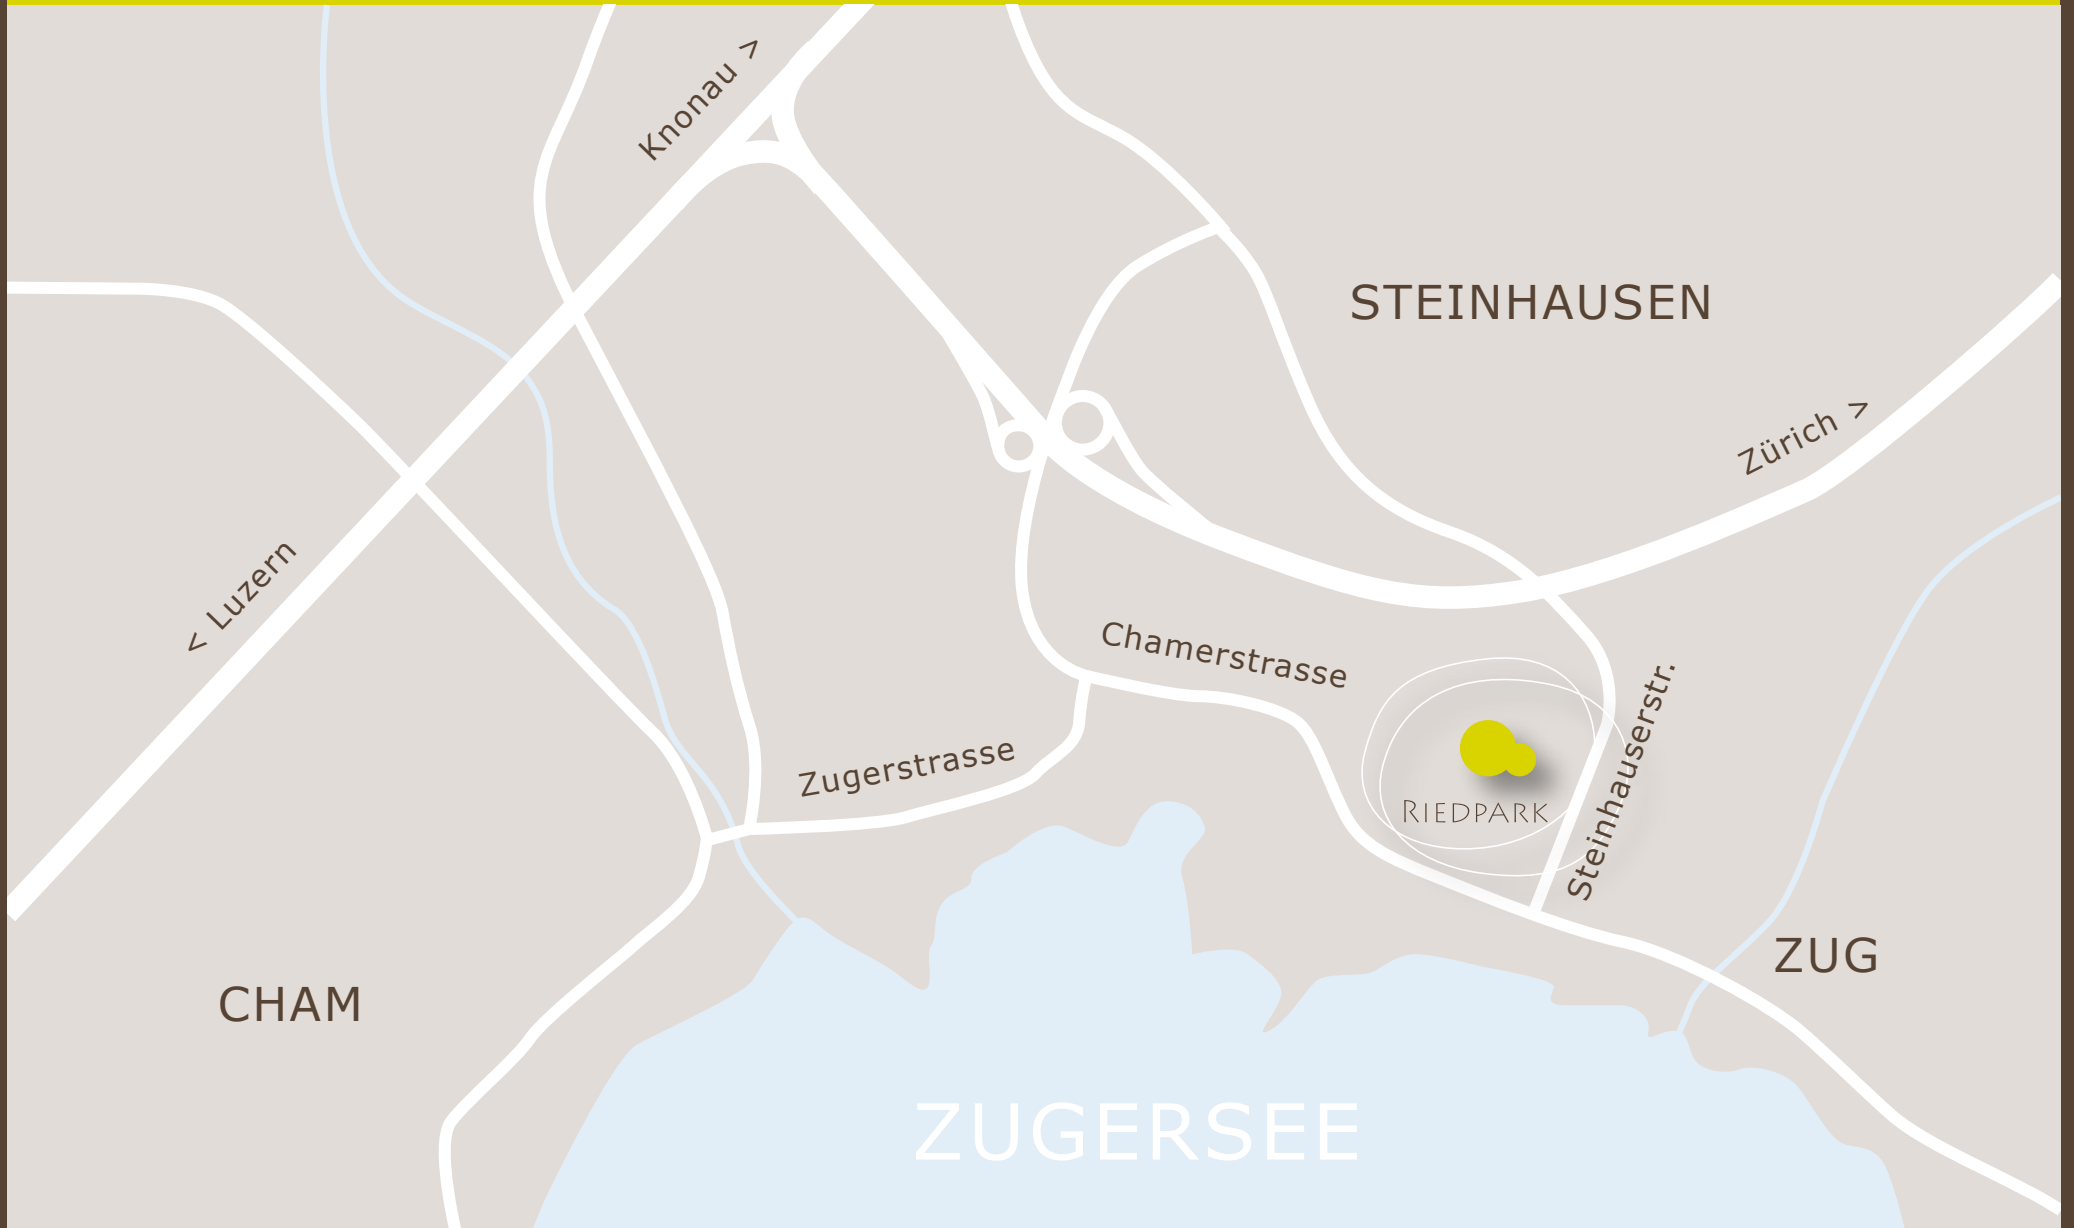 Knonau >
STEINHAUSEN
Zürich >
< Luzern
Chamerstrasse
Steinhauserstr.
Zugerstrasse
RIEDPARK
ZUG
CHAM
ZUGERSEE